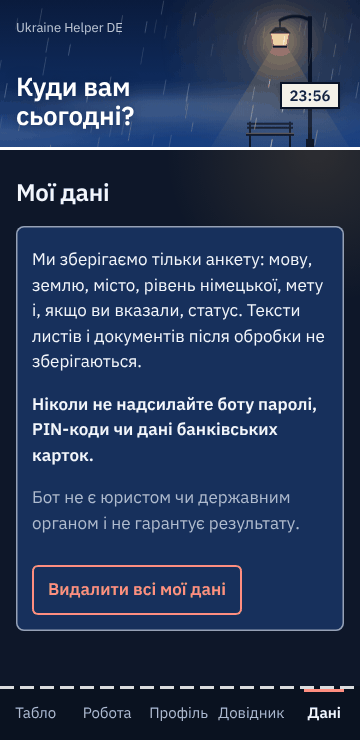 Ukraine Helper DE
Куди вам
сьогодні?
23:56
Мої дані
Ми зберігаємо тільки анкету: мову,
землю, місто, рівень німецької, мету
і, якщо ви вказали, статус. Тексти
листів і документів після обробки не
зберігаються.
Ніколи не надсилайте боту паролі,
PIN-коди чи дані банківських
карток.
Бот не є юристом чи державним
органом і не гарантує результату.
Видалити всі мої дані
Табло Робота Профіль Довідник Дані